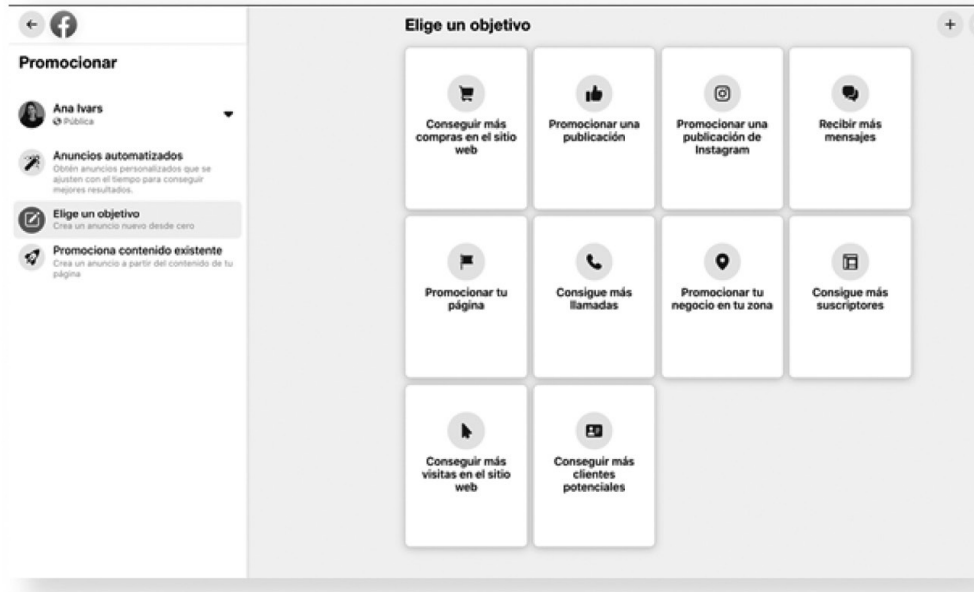 Promocionar
Ana Ivars
Pública
Anuncios automatizados
Obtén anuncios personalizados que se
ajusten con el tiempo para conseguir
mejores resultados.
Elige un objetivo
Crea un anuncio nuevo desde cero
Promociona contenido existente
Crea un anuncio a partir del contenido de tu
página
Elige un objetivo
Conseguir más
compras en el sitio
web
Promocionar una
publicación
Promocionar una
publicación de
Instagram
Recibir más
mensajes
Promocionar tu
página
Consigue más
llamadas
Promocionar tu
negocio en tu zona
Consigue más
suscriptores
Conseguir más
visitas en el sitio
web
Conseguir más
clientes
potenciales